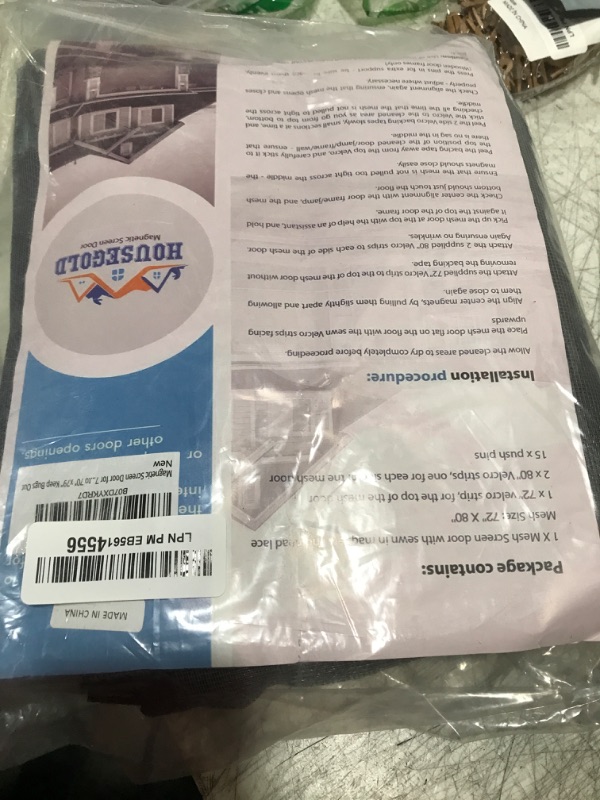 Package contains:
1 X Mesh Screen door with sewn in lead lace
Mesh Size: 72" X 80"
1 x 72" velcro strip, for the top of the mesh door
2 x 80" Velcro strips, one for each side of the mesh door
15 x push pins
Installation procedure:
Allow the cleaned areas to dry completely before proceeding.
Place the mesh door flat on the floor with the sewn Velcro strips facing
upwards
Align the center magnets, by pulling them slightly apart and allowing
them to close again.
Attach the supplied 72" Velcro strip to the top of the mesh door without
removing the backing tape.
Attach the 2 supplied 80" Velcro strips to each side of the mesh door.
Again ensuring no wrinkles.
Pick up the mesh door at the top with the help of an assistant, and hold
it against the top of the door frame.
Check the center alignment with the door frame/jamp, and the mesh
bottom should just touch the floor.
Ensure that the mesh is not pulled too tight across the middle - the
magnets should close easily.
Peel the backing tape away from the top Velcro, and carefully stick it to
the top position of the cleaned door/jamp/frame/wall - ensure that
there is no sag in the middle.
Peel the 2 side Velcro backing tapes slowly, small sections at a time, and
stick the Velcro to the cleaned area as you go from top to bottom,
checking all the time that the mesh is not pulled to tight across the
middle.
Check the alignment again, ensuring that the mesh opens and closes
properly - adjust where necessary.
Press the pins in for extra support
(Wooden door frames only)
MADE IN CHINA
LPN PM EB5614556
B07DXYKRD7
Magnetic Screen Door for 7...to 70" x79" Keep Bugs Out
New
the
inte
or
other doors openings
HOUSEGOLD
Magnetic Screen Door